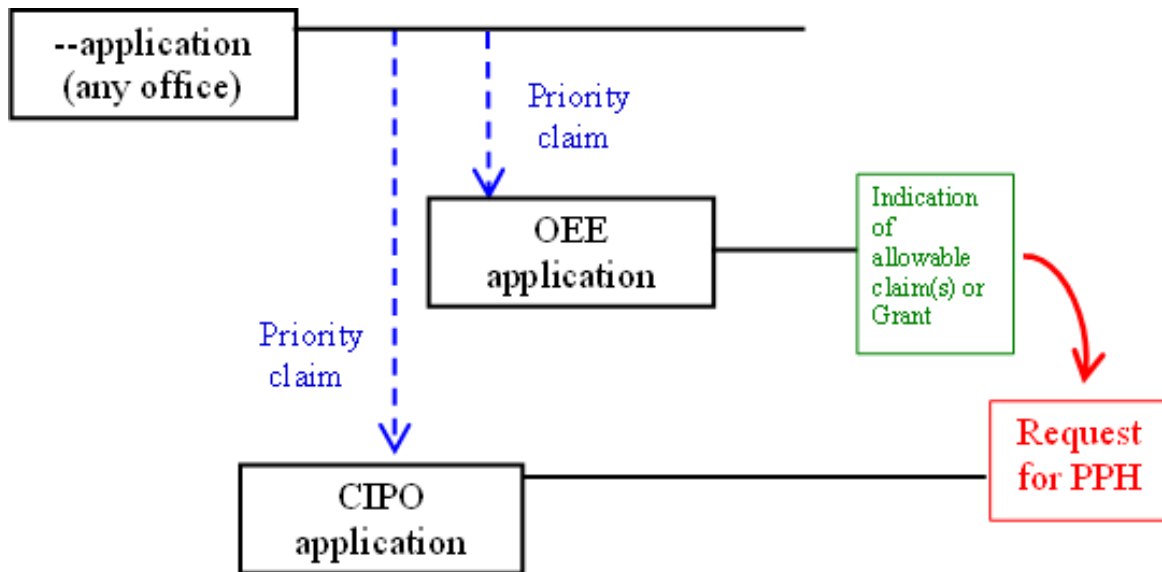 --application
(any office)
Priority
claim
OEE
application
Indication
of
allowable
claim(s) or
Grant
Priority
claim
Request
for PPH
CIPO
application